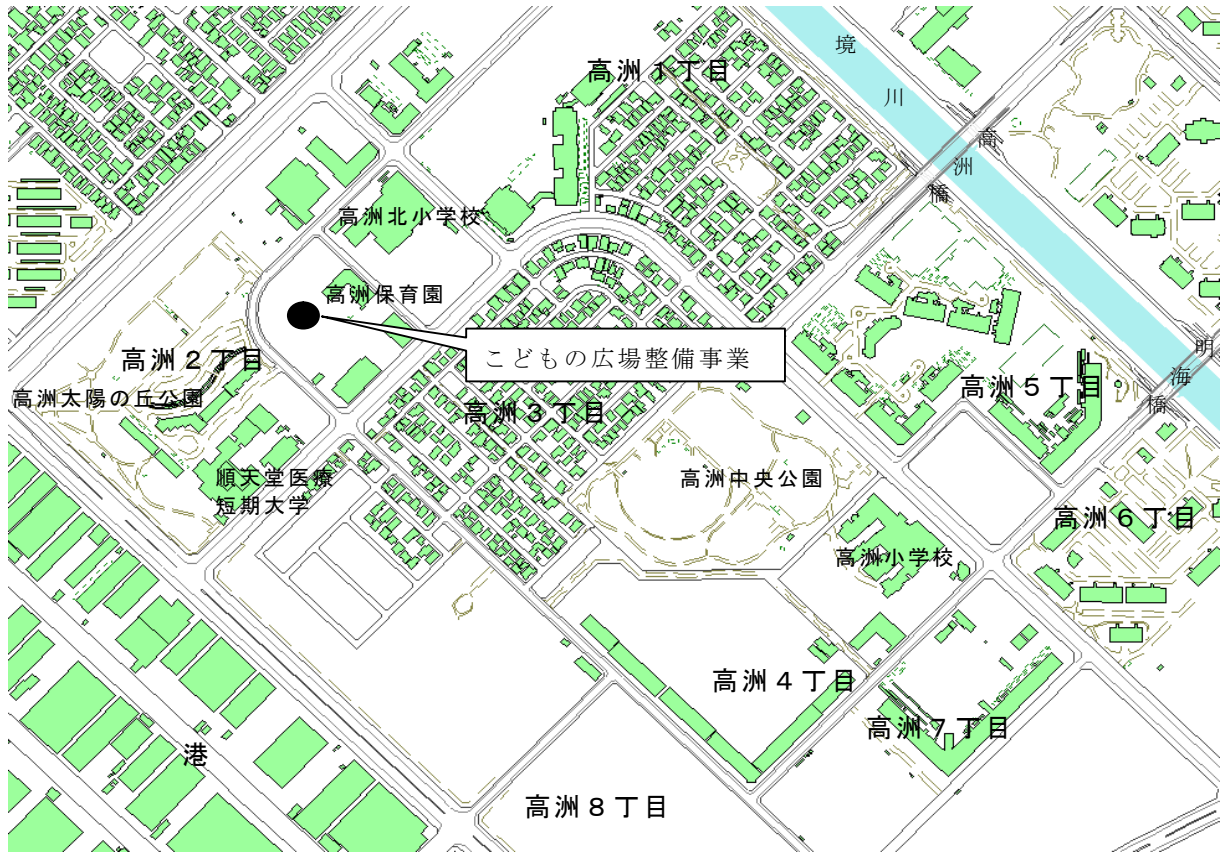 境川
高洲１丁目
高洲橋
高洲北小学校
高洲保育園
こどもの広場整備事業
明海橋
高洲２丁目
高洲太陽の丘公園
高洲３丁目
高洲５丁目
順天堂医療
短期大学
高洲中央公園
高洲６丁目
高洲小学校
高洲４丁目
高洲７丁目
港
高洲８丁目